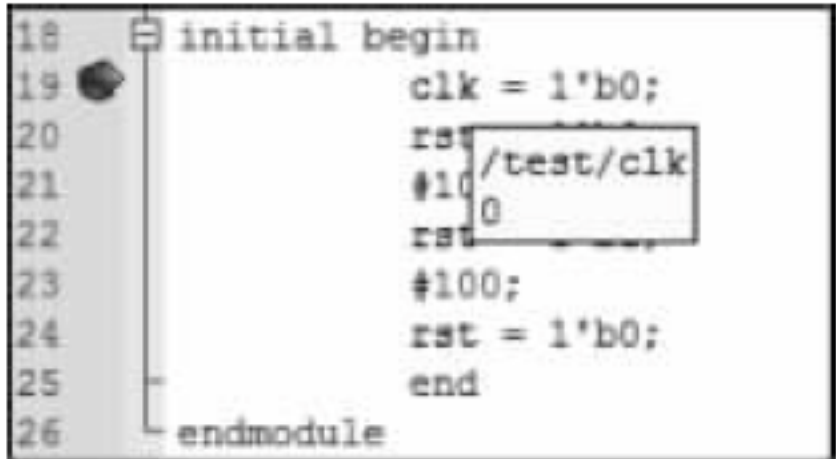 18 initial begin
19 clk = 1'b0;
20 rst
21 #10
22 rst
23 #100;
24 rst = 1'b0;
25 end
26 endmodule
/test/clk
0